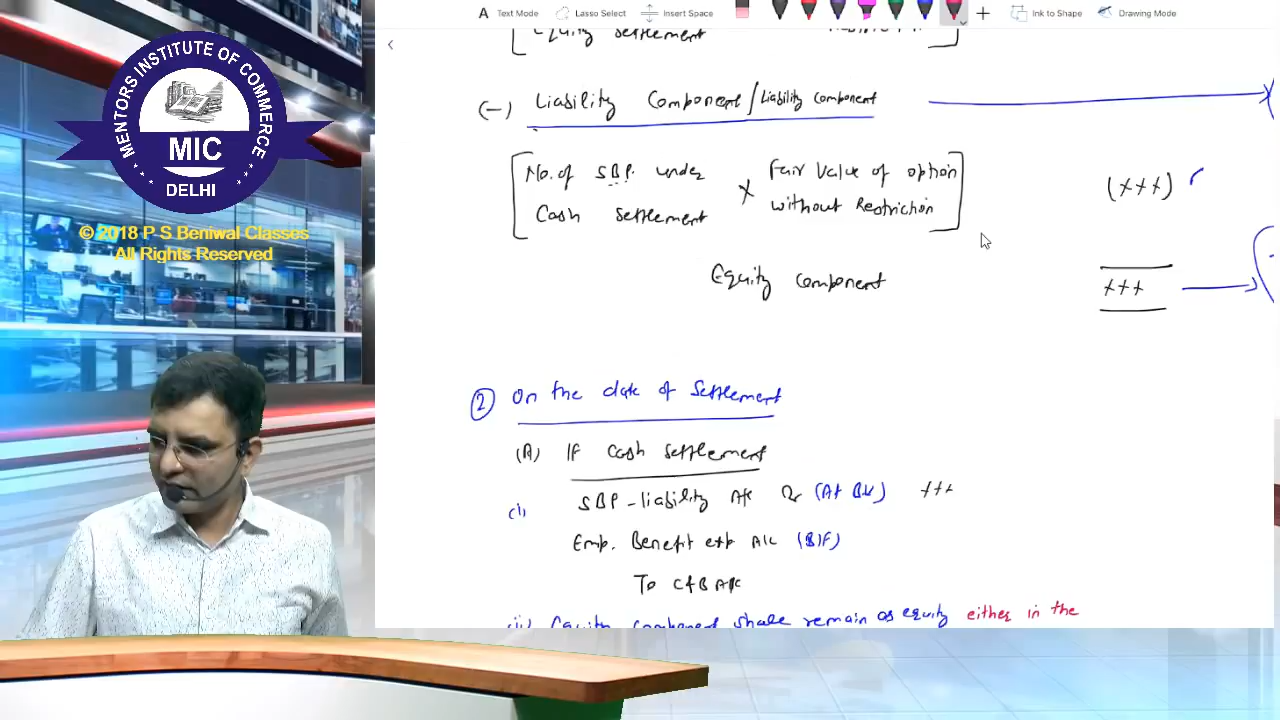 Text Mode Lasso Select Insert Space Ink to Shape Drawing Mode
MENTORS INSTITUTE OF COMMERCE
MIC
DELHI
© 2018 P S Beniwal Classes
All Rights Reserved
Equity Settlement
(-) Liability Component / Liability component
No. of SBP under × Fair Value of option
Cash settlement without Restriction
(+++)
Equity component +++
② On the date of Settlement
(A) If Cash Settlement
(i) SBP-liability A/c Dr (At BV) +++
Emp. Benefit exp A/c (B/F)
To C&B A/c
(ii) Equity component shall remain as equity either in the